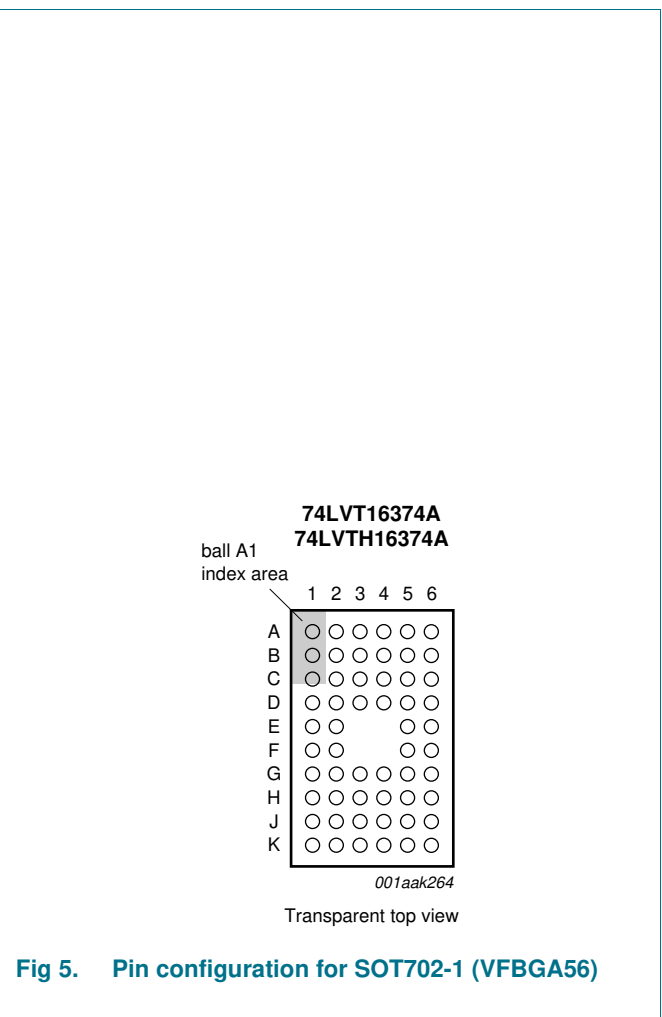 74LVT16374A
74LVTH16374A
ball A1
index area
1 2 3 4 5 6
A
B
C
D
E
F
G
H
J
K
001aak264
Transparent top view
Fig 5. Pin configuration for SOT702-1 (VFBGA56)